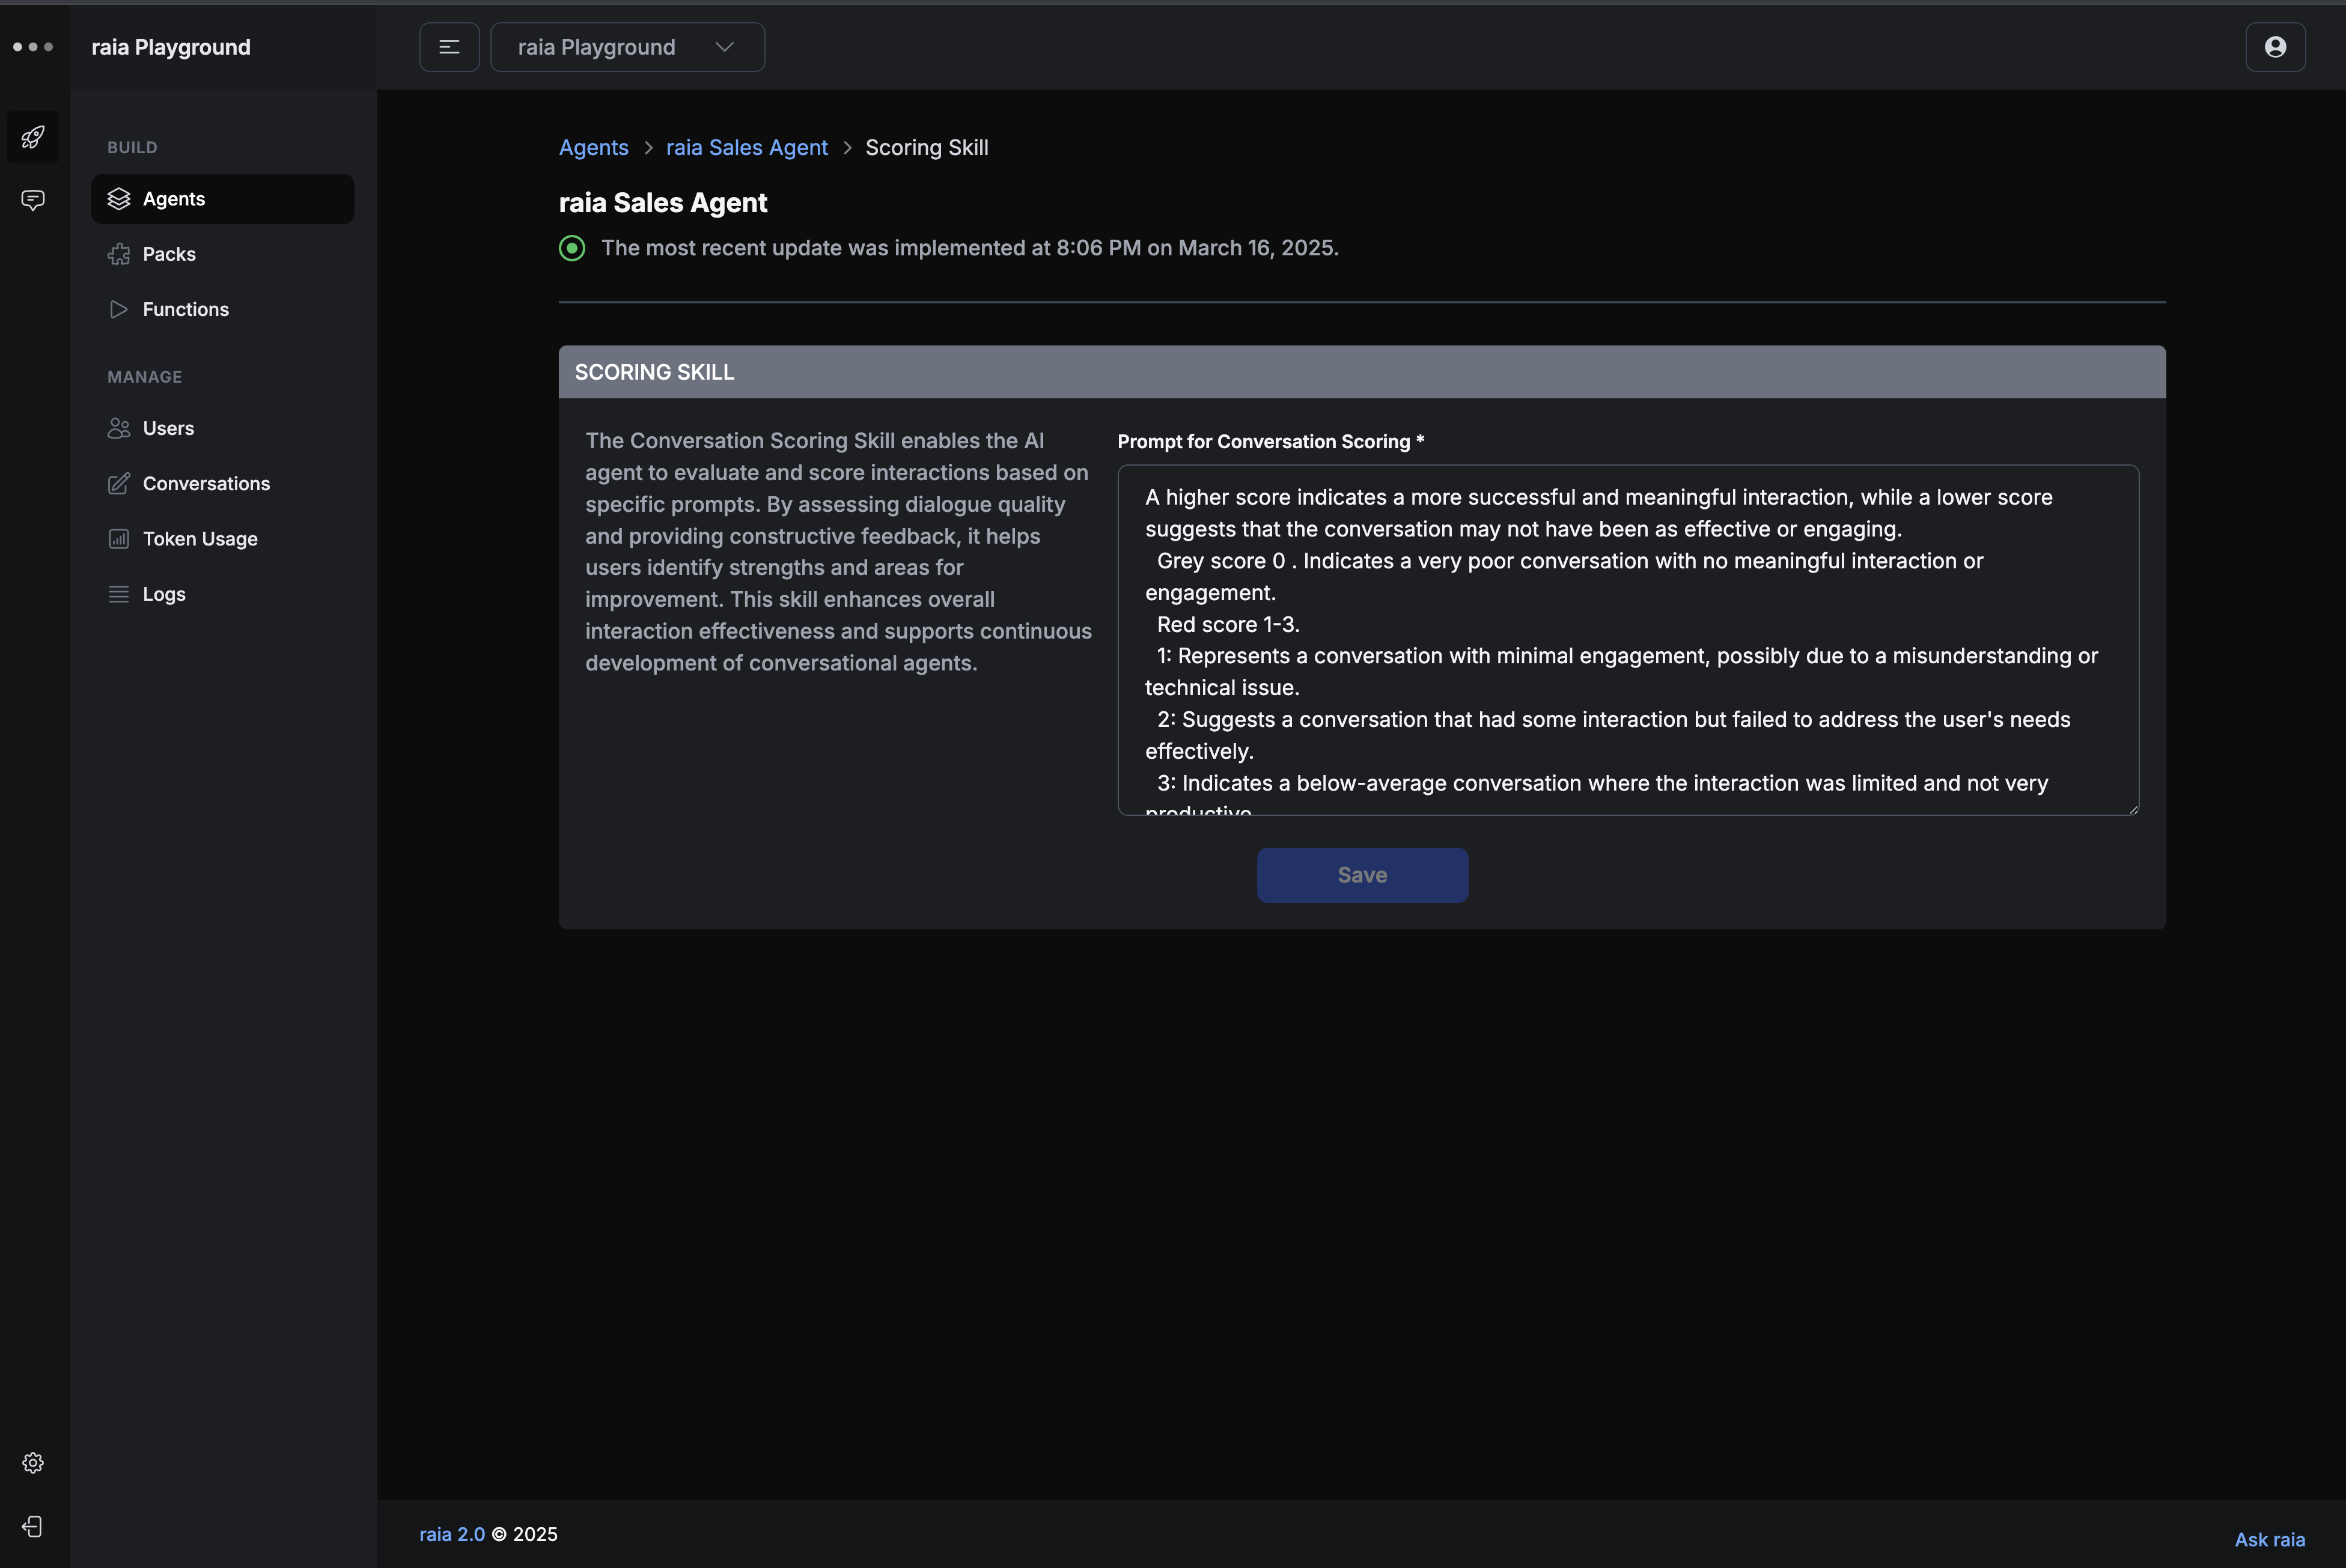 raia Playground
raia Playground
BUILD
Agents
Packs
Functions
MANAGE
Users
Conversations
Token Usage
Logs
Agents > raia Sales Agent > Scoring Skill
raia Sales Agent
The most recent update was implemented at 8:06 PM on March 16, 2025.
SCORING SKILL
The Conversation Scoring Skill enables the AI
agent to evaluate and score interactions based on
specific prompts. By assessing dialogue quality
and providing constructive feedback, it helps
users identify strengths and areas for
improvement. This skill enhances overall
interaction effectiveness and supports continuous
development of conversational agents.
Prompt for Conversation Scoring *
A higher score indicates a more successful and meaningful interaction, while a lower score
suggests that the conversation may not have been as effective or engaging.
Grey score 0 . Indicates a very poor conversation with no meaningful interaction or
engagement.
Red score 1-3.
1: Represents a conversation with minimal engagement, possibly due to a misunderstanding or
technical issue.
2: Suggests a conversation that had some interaction but failed to address the user's needs
effectively.
3: Indicates a below-average conversation where the interaction was limited and not very
productive
Save
raia 2.0 © 2025
Ask raia